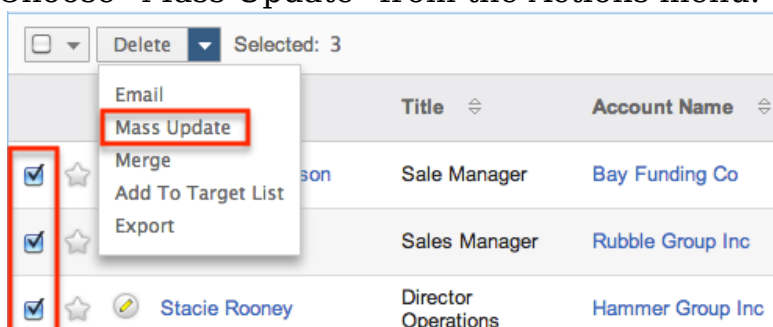 Choose "Mass Update" from the Actions menu.
Delete Selected: 3
Email
Mass Update
Merge
Add To Target List
Export
Title Account Name
son Sale Manager Bay Funding Co
Sales Manager Rubble Group Inc
Stacie Rooney Director Operations Hammer Group Inc